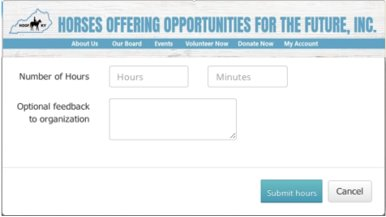 HOOF KY
HORSES OFFERING OPPORTUNITIES FOR THE FUTURE, INC.
About Us Our Board Events Volunteer Now Donate Now My Account
Number of Hours Hours Minutes
Optional feedback
to organization
Submit hours Cancel